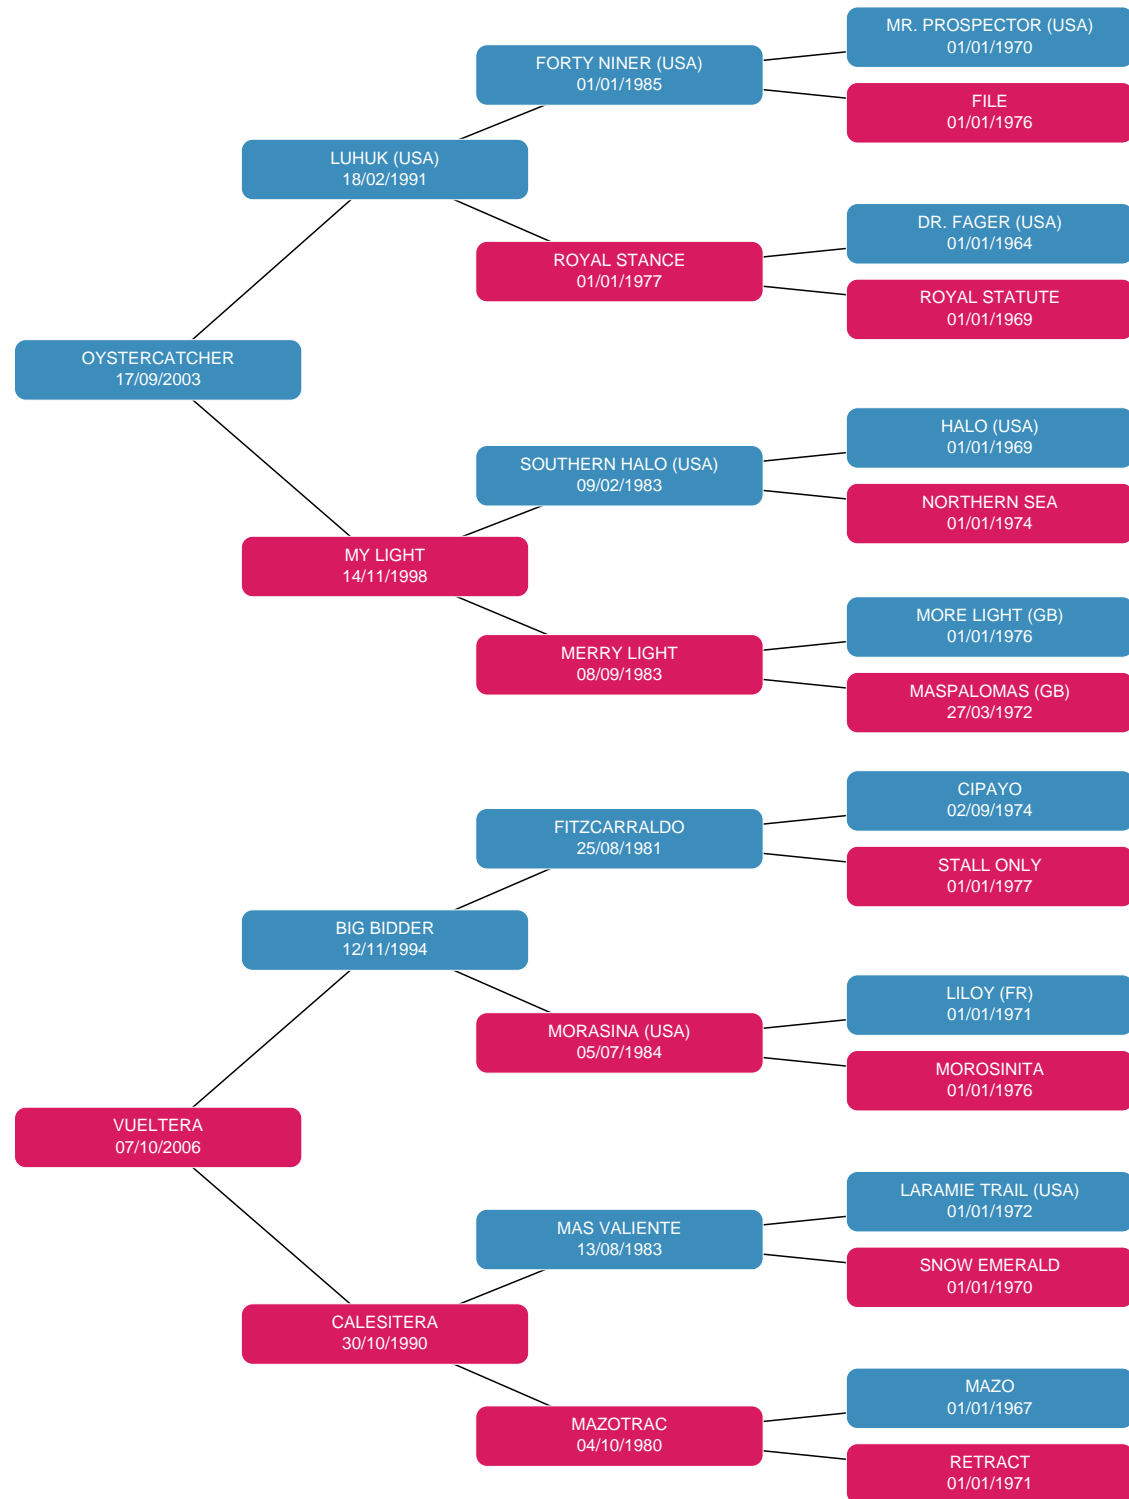 MR. PROSPECTOR (USA)
01/01/1970
FORTY NINER (USA)
01/01/1985
FILE
01/01/1976
LUHUK (USA)
18/02/1991
DR. FAGER (USA)
01/01/1964
ROYAL STANCE
01/01/1977
ROYAL STATUTE
01/01/1969
OYSTERCATCHER
17/09/2003
HALO (USA)
01/01/1969
SOUTHERN HALO (USA)
09/02/1983
NORTHERN SEA
01/01/1974
MY LIGHT
14/11/1998
MORE LIGHT (GB)
01/01/1976
MERRY LIGHT
08/09/1983
MASPALOMAS (GB)
27/03/1972
CIPAYO
02/09/1974
FITZCARRALDO
25/08/1981
STALL ONLY
01/01/1977
BIG BIDDER
12/11/1994
LILOY (FR)
01/01/1971
MORASINA (USA)
05/07/1984
MOROSINITA
01/01/1976
VUELTERA
07/10/2006
LARAMIE TRAIL (USA)
01/01/1972
MAS VALIENTE
13/08/1983
SNOW EMERALD
01/01/1970
CALESITERA
30/10/1990
MAZO
01/01/1967
MAZOTRAC
04/10/1980
RETRACT
01/01/1971